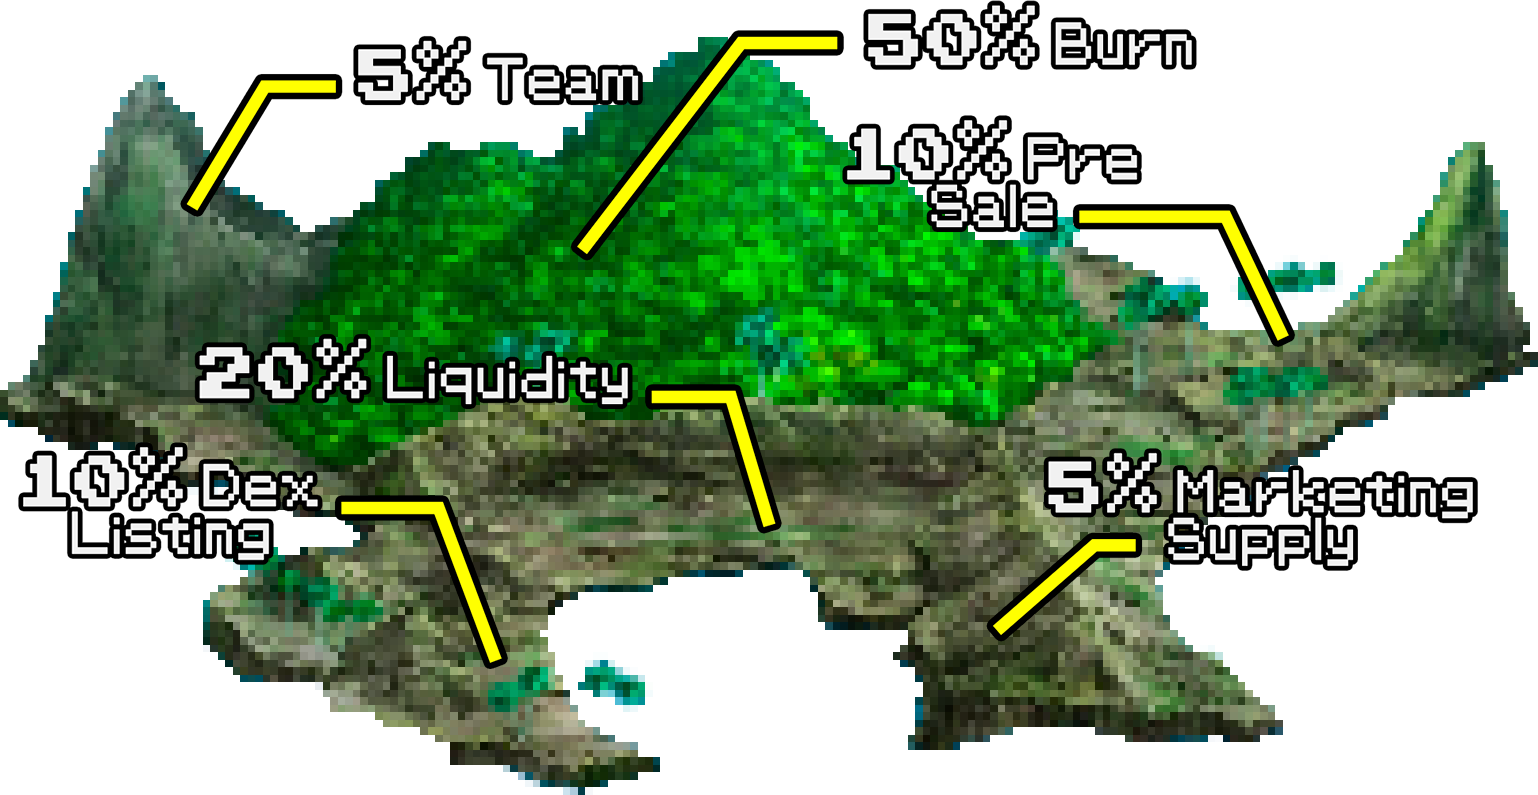 5% Team
50% Burn
10% Pre
Sale
20% Liquidity
10% Dex
Listing
5% Marketing
Supply